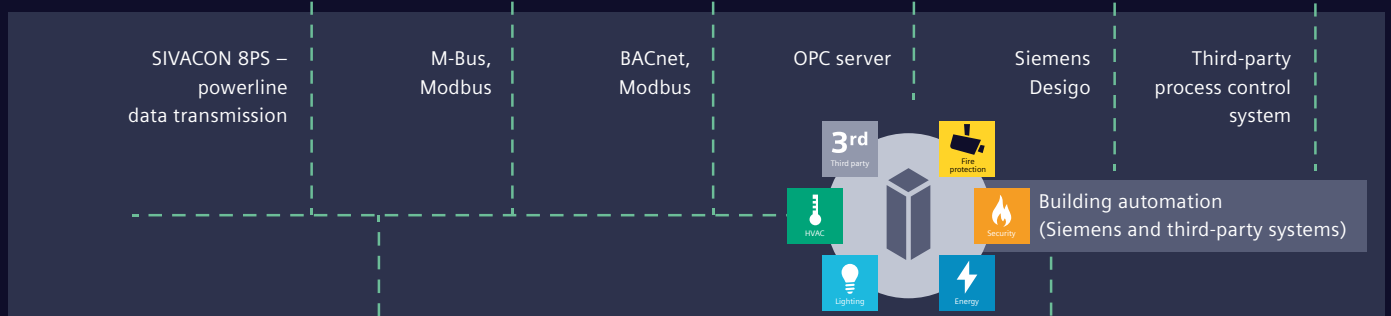 SIVACON 8PS –
powerline
data transmission
M-Bus,
Modbus
BACnet,
Modbus
OPC server
Siemens
Desigo
Third-party
process control
system
3rd
Third party
Fire
protection
HVAC
Security
Building automation
(Siemens and third-party systems)
Lighting
Energy